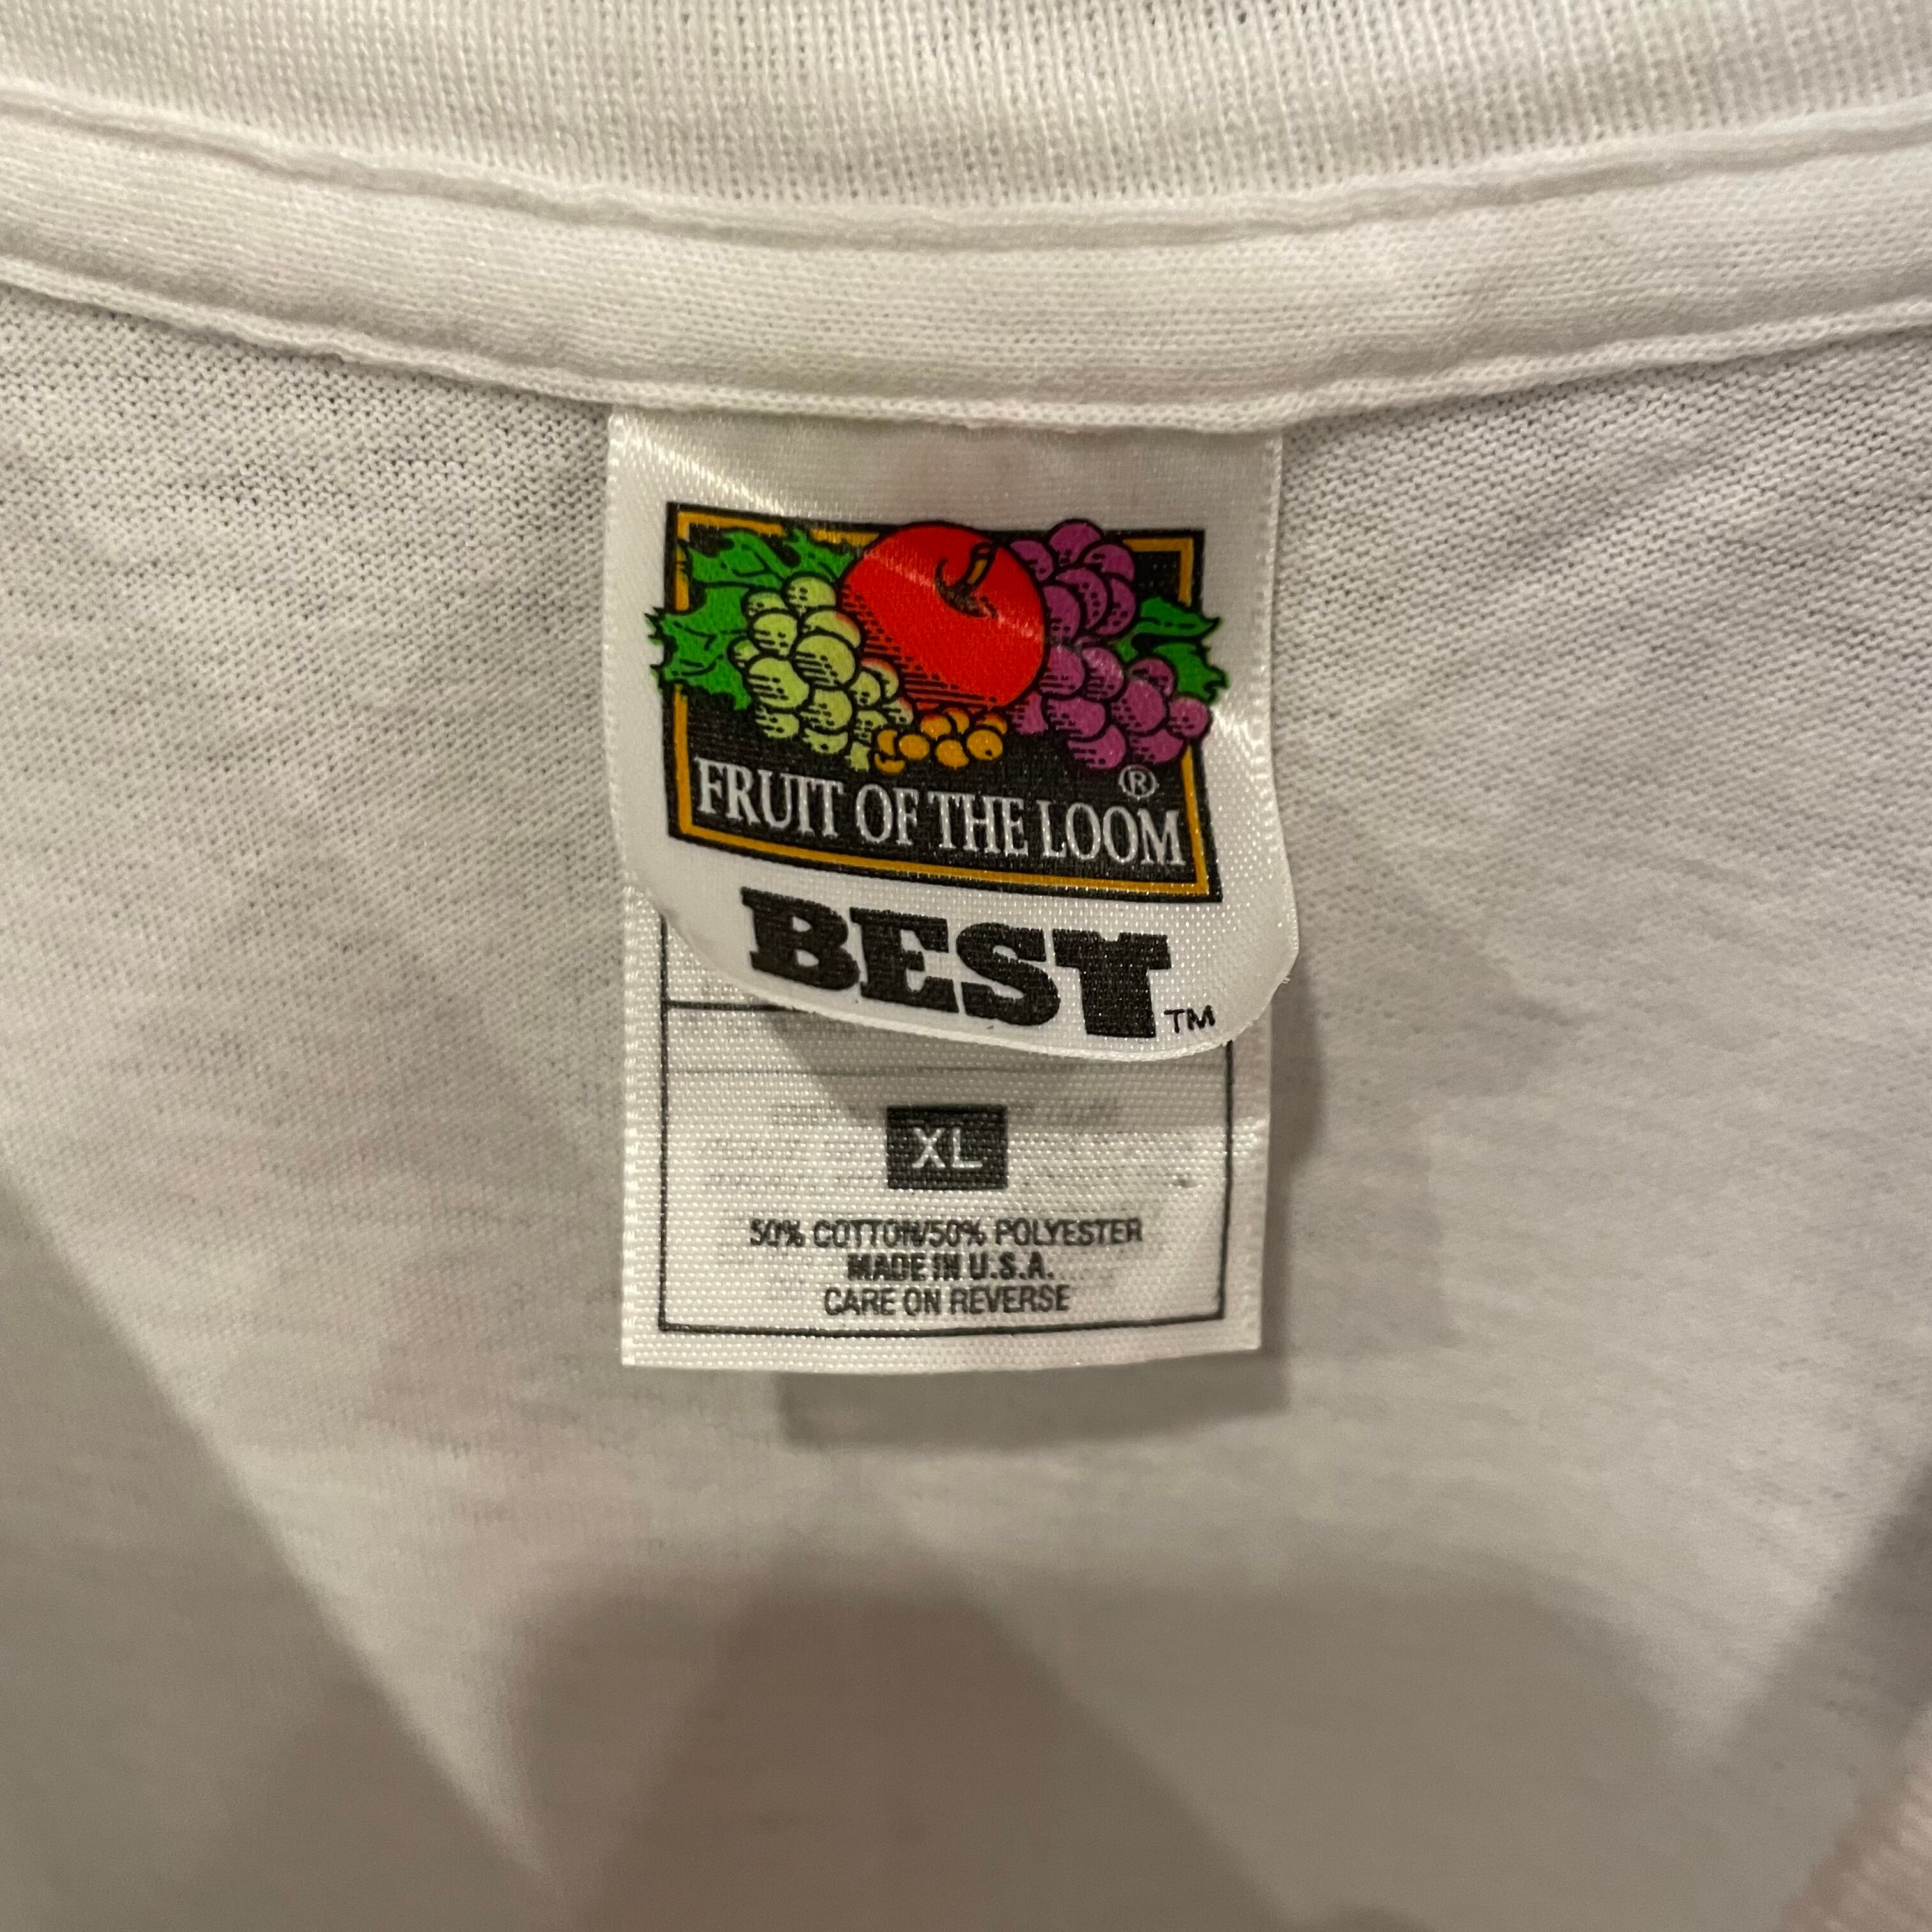 FRUIT OF THE LOOM®
BEST™
XL
50% COTTON/50% POLYESTER
MADE IN U.S.A.
CARE ON REVERSE